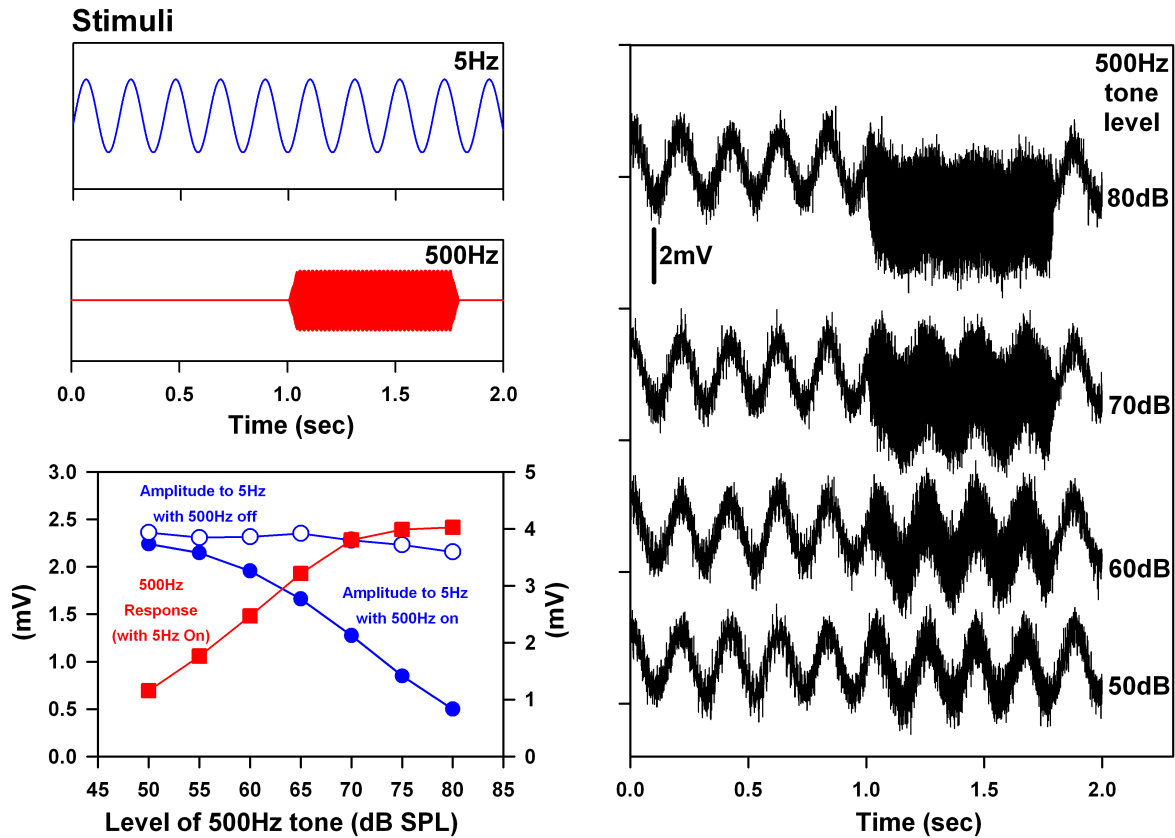 Stimuli
5Hz
500Hz
0.0 0.5 1.0 1.5 2.0
Time (sec)
3.0
2.5
2.0
1.5
1.0
0.5
0.0
(mV)
Amplitude to 5Hz
with 500Hz off
500Hz
Response
(with 5Hz On)
Amplitude to 5Hz
with 500Hz on
5
4
3
2
1
0
(mV)
45 50 55 60 65 70 75 80 85
Level of 500Hz tone (dB SPL)
500Hz
tone
level
80dB
2mV
70dB
60dB
50dB
0.0 0.5 1.0 1.5 2.0
Time (sec)